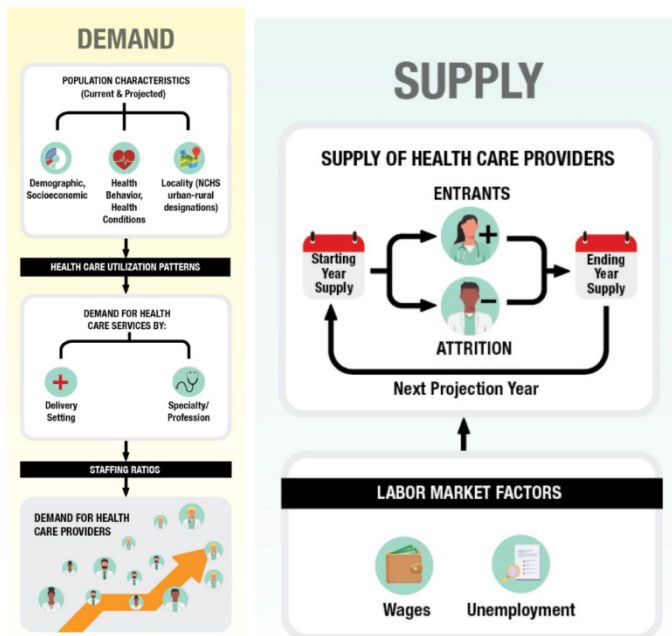 DEMAND
POPULATION CHARACTERISTICS
(Current & Projected)
Demographic,
Socioeconomic
Health
Behavior,
Health
Conditions
Locality (NCHS
urban-rural
designations)
HEALTH CARE UTILIZATION PATTERNS
DEMAND FOR HEALTH
CARE SERVICES BY:
Delivery
Setting
Specialty/
Profession
STAFFING RATIOS
DEMAND FOR HEALTH
CARE PROVIDERS
SUPPLY
SUPPLY OF HEALTH CARE PROVIDERS
ENTRANTS
Starting
Year
Supply
Ending
Year
Supply
ATTRITION
Next Projection Year
LABOR MARKET FACTORS
Wages
Unemployment